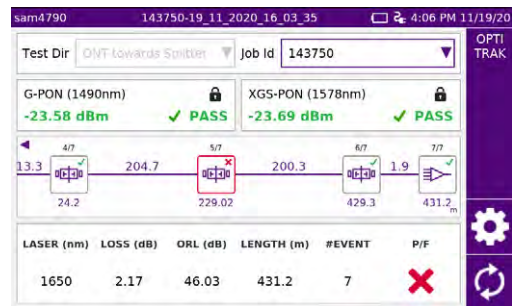 sam4790 143750-19_11_2020_16_03_35 4:06 PM 11/19/20
OPTI
TRAK
Test Dir ONT towards Splitter Job Id 143750
G-PON (1490nm) XGS-PON (1578nm)
-23.58 dBm ✓ PASS -23.69 dBm ✓ PASS
4/7 5/7 6/7 7/7
13.3 204.7 200.3 1.9
24.2 229.02 429.3 431.2
m
LASER (nm) LOSS (dB) ORL (dB) LENGTH (m) #EVENT P/F
1650 2.17 46.03 431.2 7